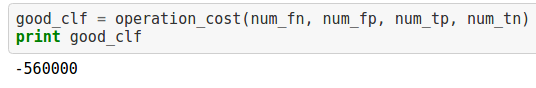 good_clf = operation_cost(num_fn, num_fp, num_tp, num_tn)
print good_clf
-560000